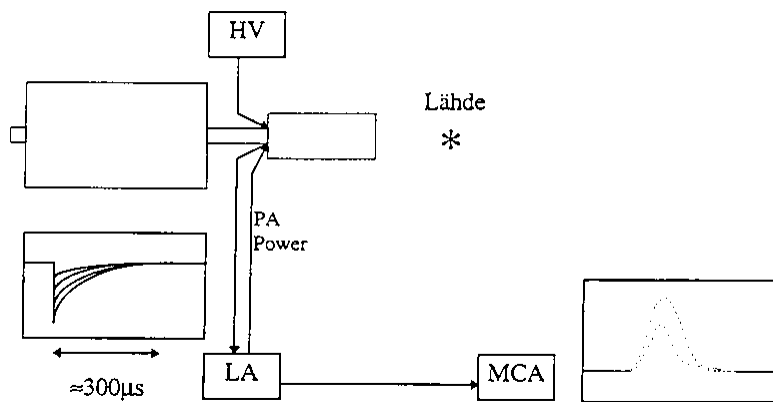 HV
Lähde
*
PA
Power
≈300µs
LA
MCA